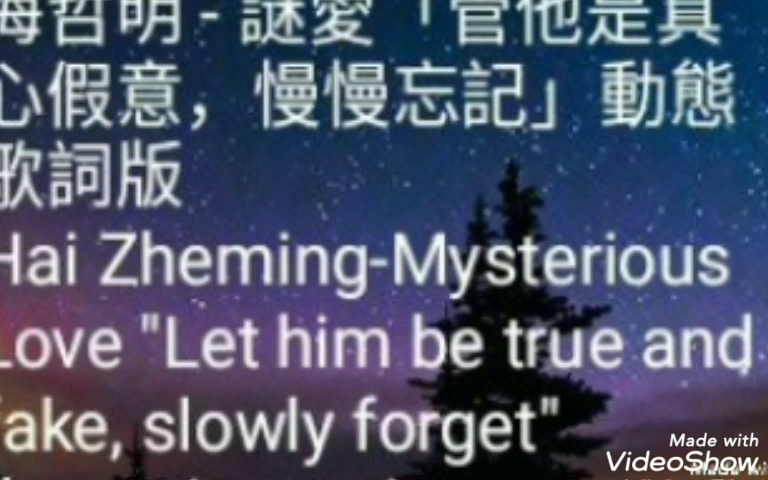 海哲明 - 謎愛「管他是真
心假意，慢慢忘記」動態
歌詞版
Hai Zheming-Mysterious
Love "Let him be true and
fake, slowly forget"
Made with
VideoShow